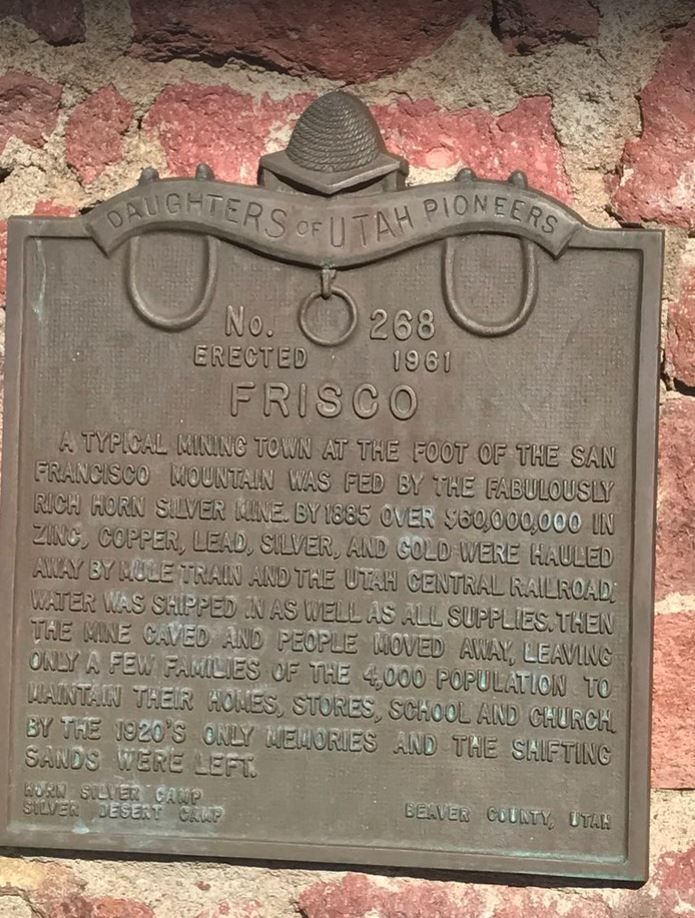 DAUGHTERS OF UTAH PIONEERS
No. 268
ERECTED 1961
FRISCO
A TYPICAL MINING TOWN AT THE FOOT OF THE SAN
FRANCISCO MOUNTAIN WAS FED BY THE FABULOUSLY
RICH HORN SILVER MINE. BY 1885 OVER $60,000,000 IN
ZINC, COPPER, LEAD, SILVER, AND GOLD WERE HAULED
AWAY BY MULE TRAIN AND THE UTAH CENTRAL RAILROAD.
WATER WAS SHIPPED IN AS WELL AS ALL SUPPLIES. THEN
THE MINE CAVED AND PEOPLE MOVED AWAY, LEAVING
ONLY A FEW FAMILIES OF THE 4,000 POPULATION TO
MAINTAIN THEIR HOMES, STORES, SCHOOL AND CHURCH.
BY THE 1920'S ONLY MEMORIES AND THE SHIFTING
SANDS WERE LEFT.
HORN SILVER CAMP
SILVER DESERT CAMP BEAVER COUNTY, UTAH